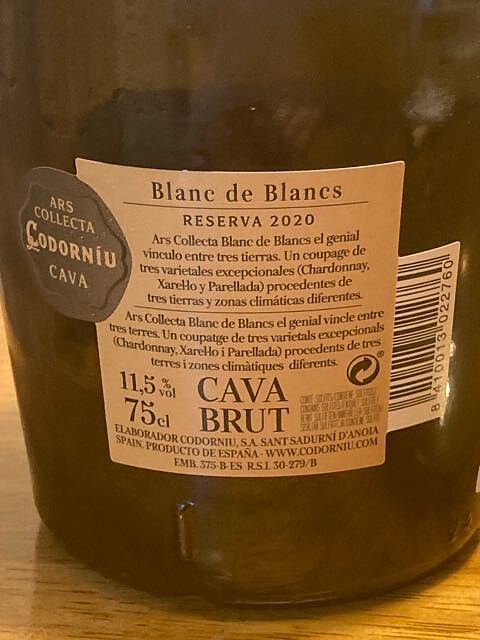 ARS
COLLECTA
CODORNÍU
CAVA
Blanc de Blancs
RESERVA 2020
Ars Collecta Blanc de Blancs el genial
vínculo entre tres tierras. Un coupage de
tres varietales excepcionales (Chardonnay,
Xarel·lo y Parellada) procedentes de
tres tierras y zonas climáticas diferentes.
Ars Collecta Blanc de Blancs el genial vincle entre
tres terres. Un coupatge de tres varietals excepcionals
(Chardonnay, Xarel·lo i Parellada) procedents de tres
terres i zones climàtiques diferents.
11,5 % vol
75cl
CAVA
BRUT
ELABORADOR CODORNIU, S.A. SANT SADURNÍ D'ANOIA
SPAIN. PRODUCTO DE ESPAÑA - WWW.CODORNIU.COM
EMB. 375-B-ES R.S.I. 30-279/B
8 410013 022760